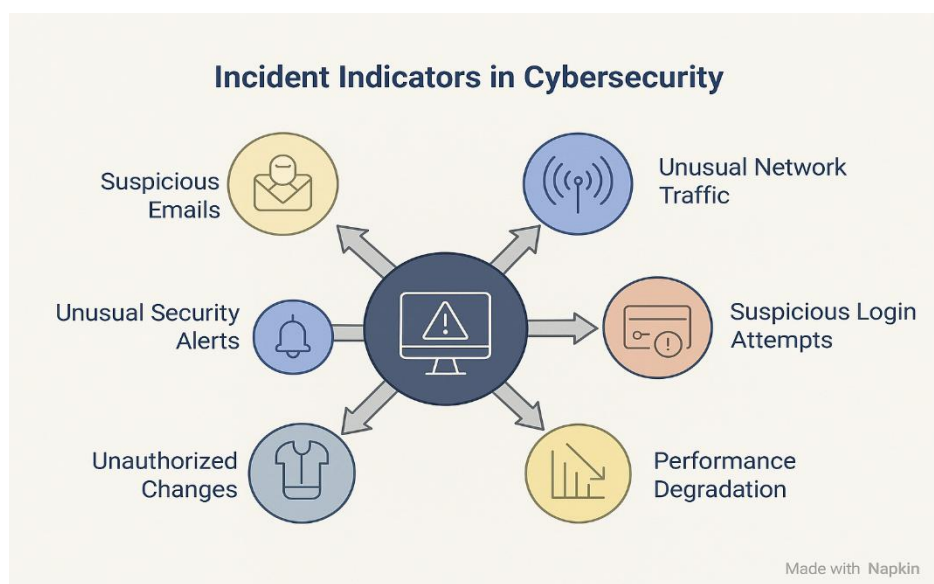 Incident Indicators in Cybersecurity
Suspicious
Emails
Unusual Network
Traffic
Unusual Security
Alerts
Suspicious Login
Attempts
Unauthorized
Changes
Performance
Degradation
Made with Napkin